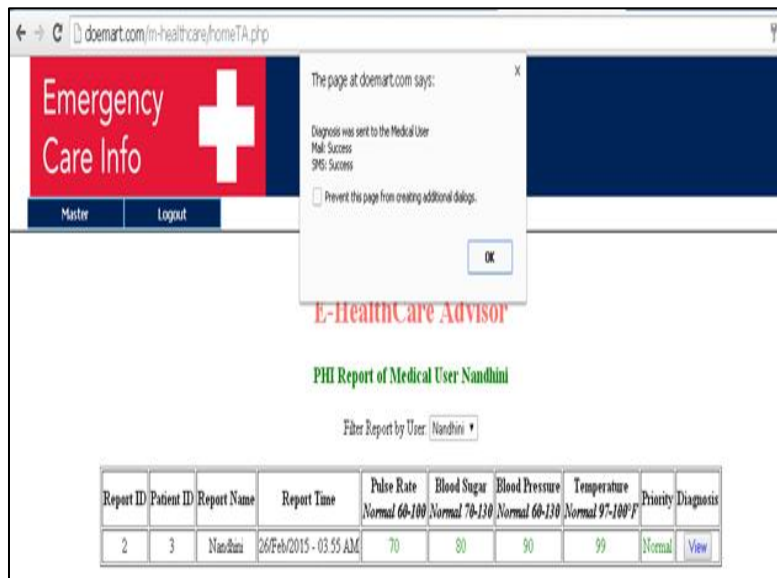 doemart.com/m-healthcare/homeTA.php
Emergency
Care Info
The page at doemart.com says:
X
Diagnosis was sent to the Medical User
Mail: Success
SMS: Success
Prevent this page from creating additional dialogs.
OK
Master Logout
E-HealthCare Advisor
PHI Report of Medical User Nandhini
Filter Report by User: Nandhini
Report ID Patient ID Report Name Report Time Pulse Rate Blood Sugar Blood Pressure Temperature Priority Diagnosis
Normal 60-100 Normal 70-130 Normal 60-130 Normal 97-100°F
2 3 Nandhini 26/Feb/2015 - 03.55 AM 70 80 90 99 Normal View